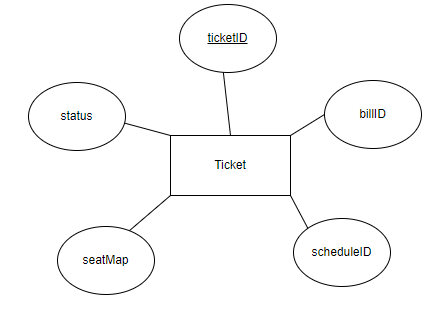 ticketID
status
billID
Ticket
seatMap
scheduleID